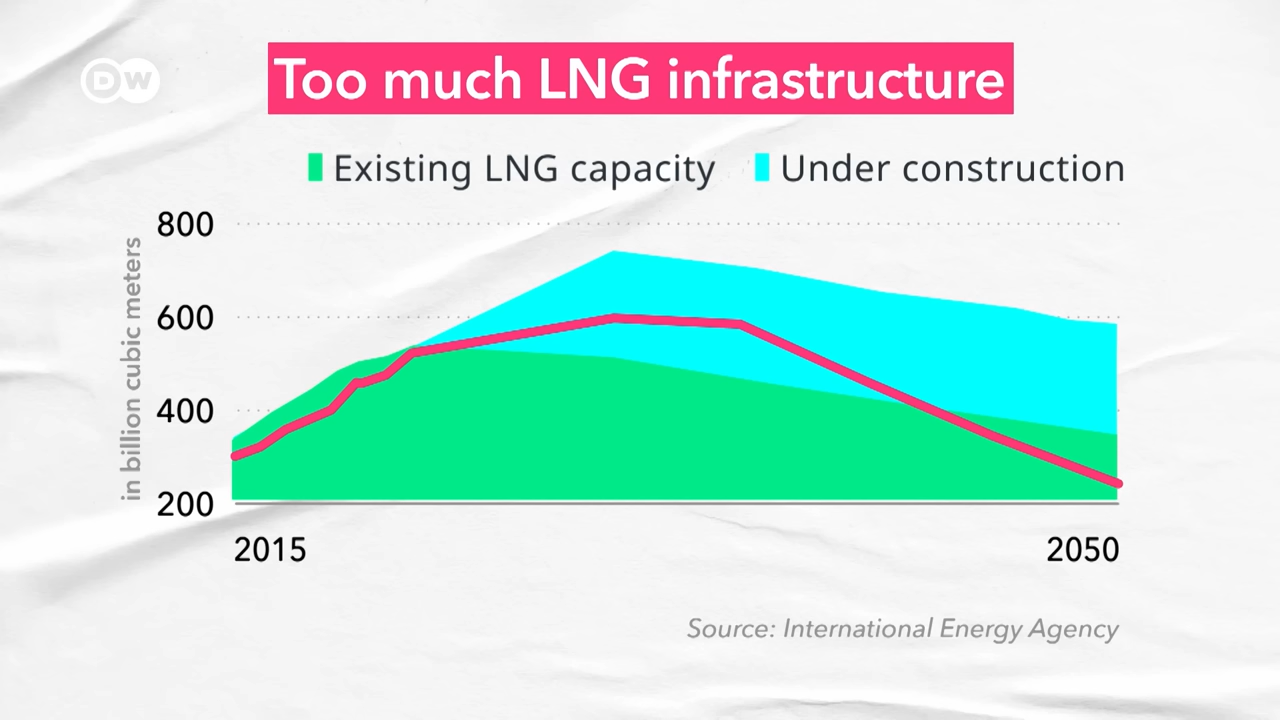 DW
Too much LNG infrastructure
Existing LNG capacity
Under construction
in billion cubic meters
800
600
400
200
2015
2050
Source: International Energy Agency